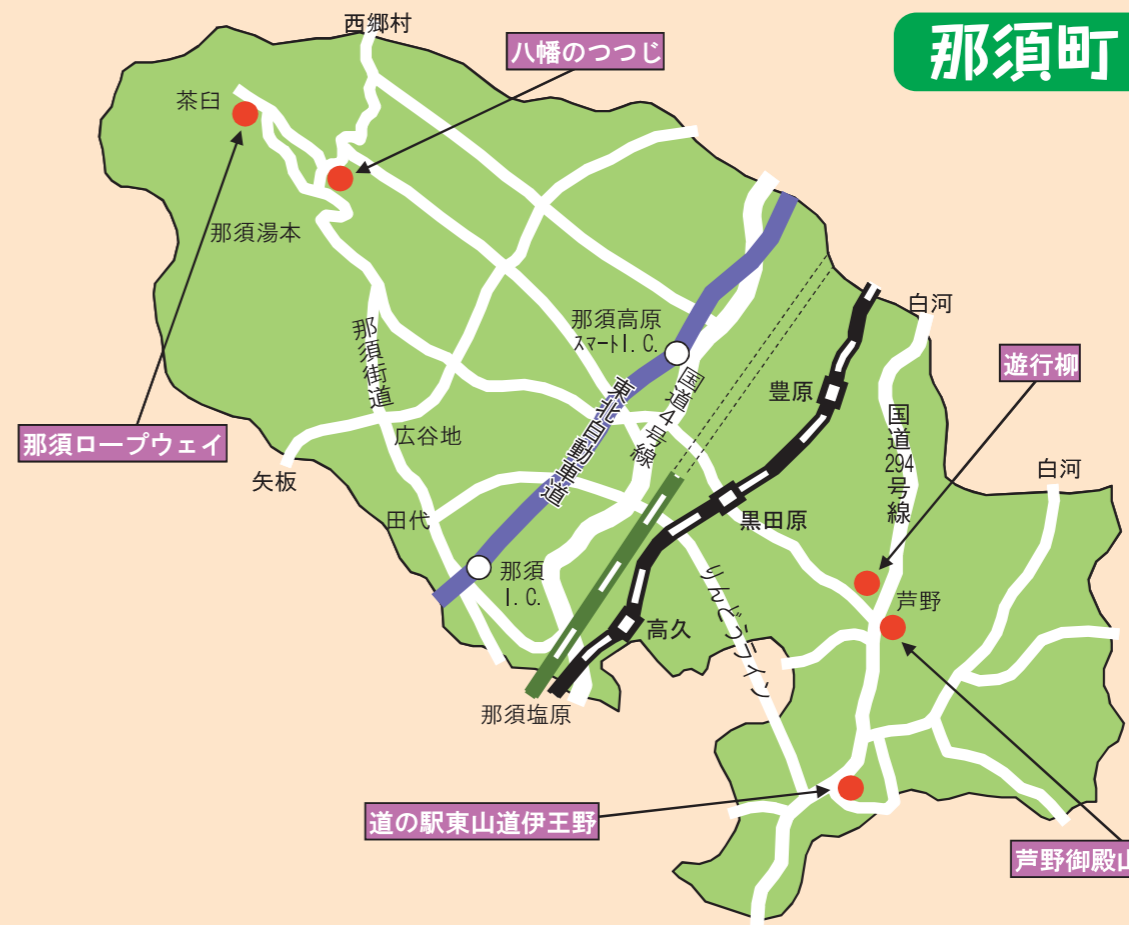 那須町
西郷村
八幡のつつじ
茶臼
那須湯本
那須街道
那須高原
スマートI.C.
白河
遊行柳
豊原
国道4号線
東北自動車道
国道294号線
那須ロープウェイ
広谷地
矢板
白河
田代
黒田原
那須
I.C.
りんどうライン
芦野
高久
那須塩原
道の駅東山道伊王野
芦野御殿山